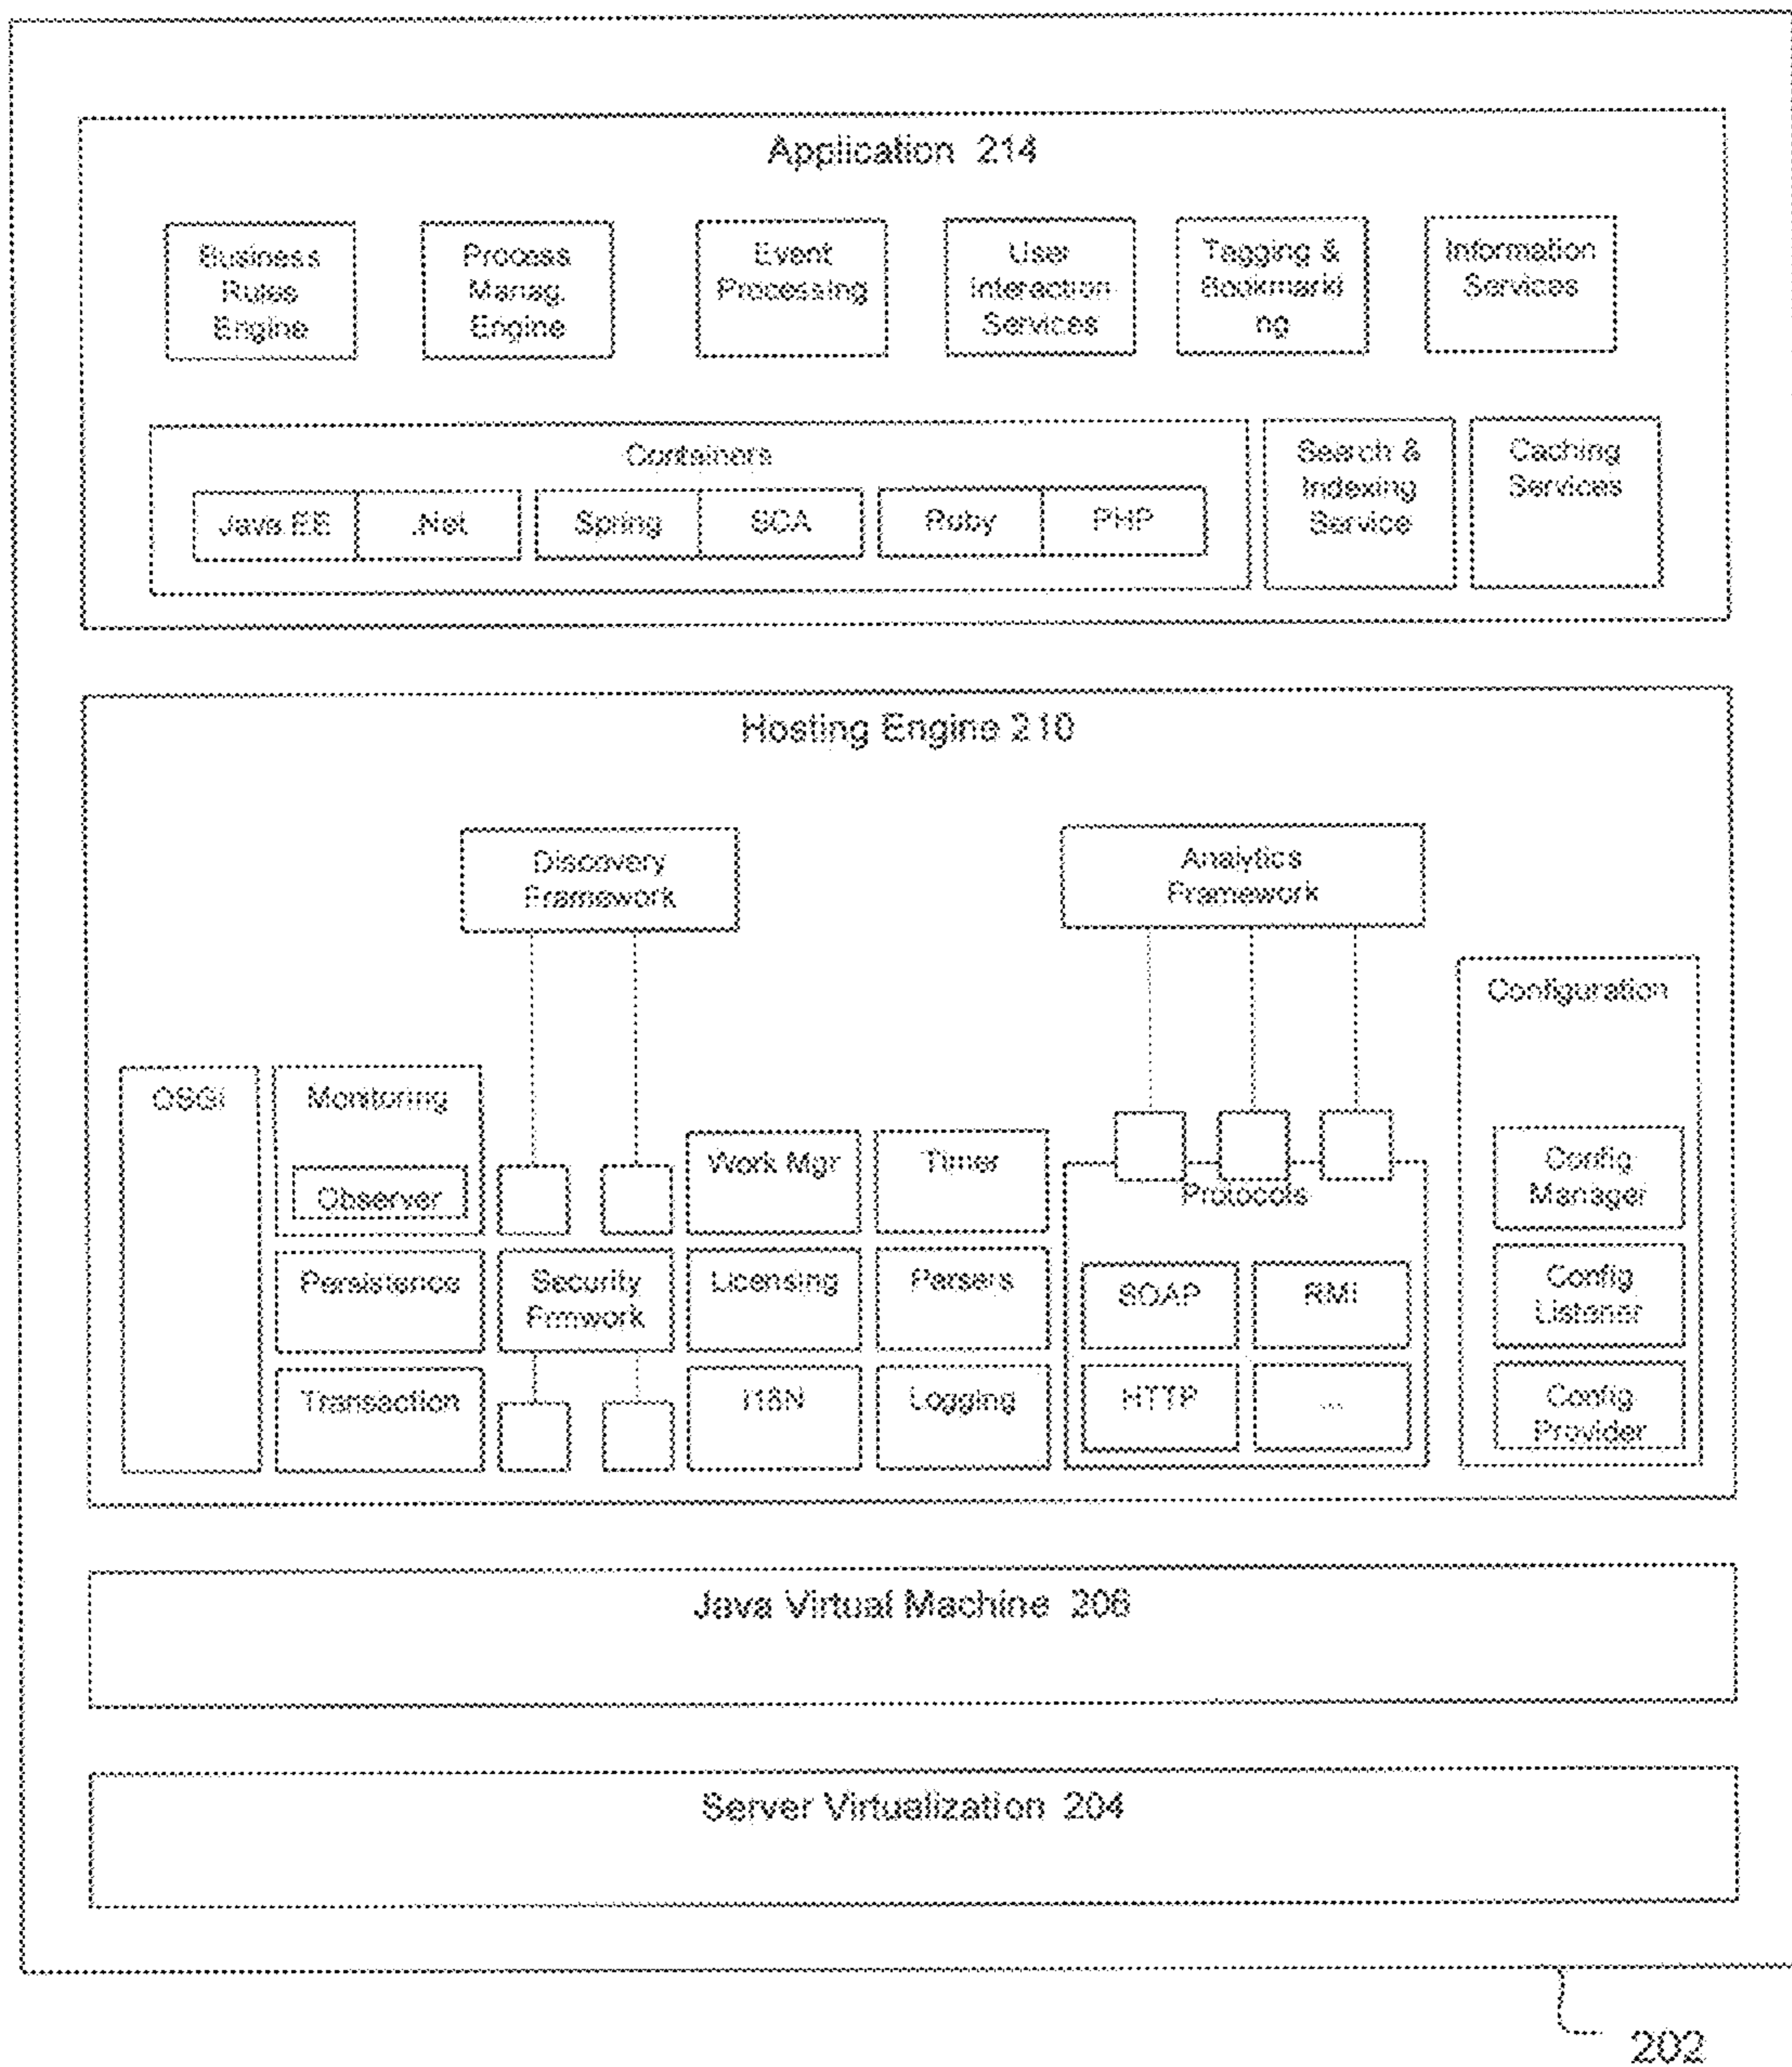 Application 214
Business
Rules
Engine
Process
Manag.
Engine
Event
Processing
User
Interaction
Services
Tagging &
Bookmarki
ng
Information
Services
Containers
Java EE
.Net
Spring
SCA
Ruby
PHP
Search &
Indexing
Service
Caching
Services
Hosting Engine 210
Discovery
Framework
Analytics
Framework
Configuration
OSGi
Monitoring
Observer
Work Mgr
Timer
Protocols
Config
Manager
Persistence
Security
Frmwork
Licensing
Parsers
SOAP
RMI
Config
Listener
Transaction
I18N
Logging
HTTP
...
Config
Provider
Java Virtual Machine 206
Server Virtualization 204
202